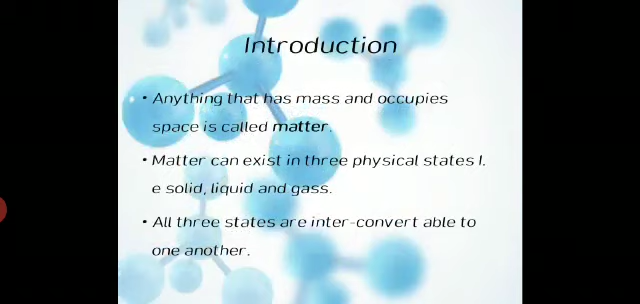 Introduction
• Anything that has mass and occupies
space is called matter.
• Matter can exist in three physical states I.
e solid, liquid and gass.
• All three states are inter-convert able to
one another.